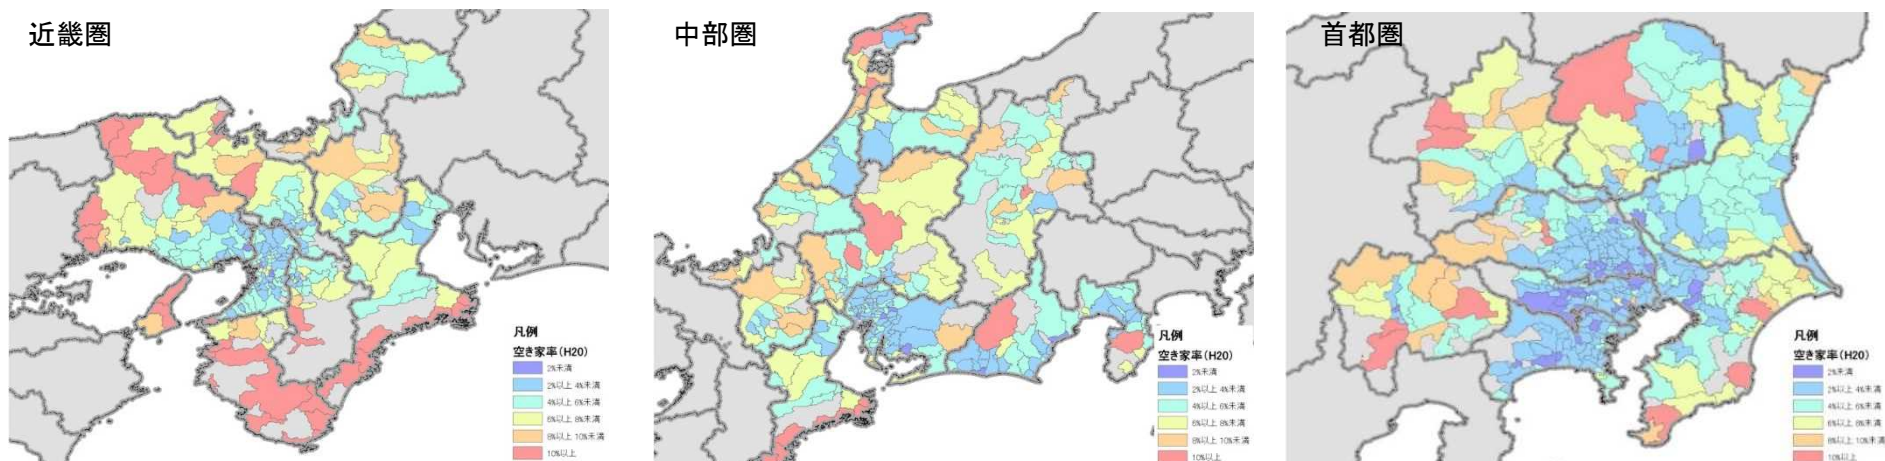 近畿圏
凡例
空き家率(H20)
2%未満
2%以上 4%未満
4%以上 6%未満
6%以上 8%未満
8%以上 10%未満
10%以上
中部圏
凡例
空き家率(H20)
2%未満
2%以上 4%未満
4%以上 6%未満
6%以上 8%未満
8%以上 10%未満
10%以上
首都圏
凡例
空き家率(H20)
2%未満
2%以上 4%未満
4%以上 6%未満
6%以上 8%未満
8%以上 10%未満
10%以上